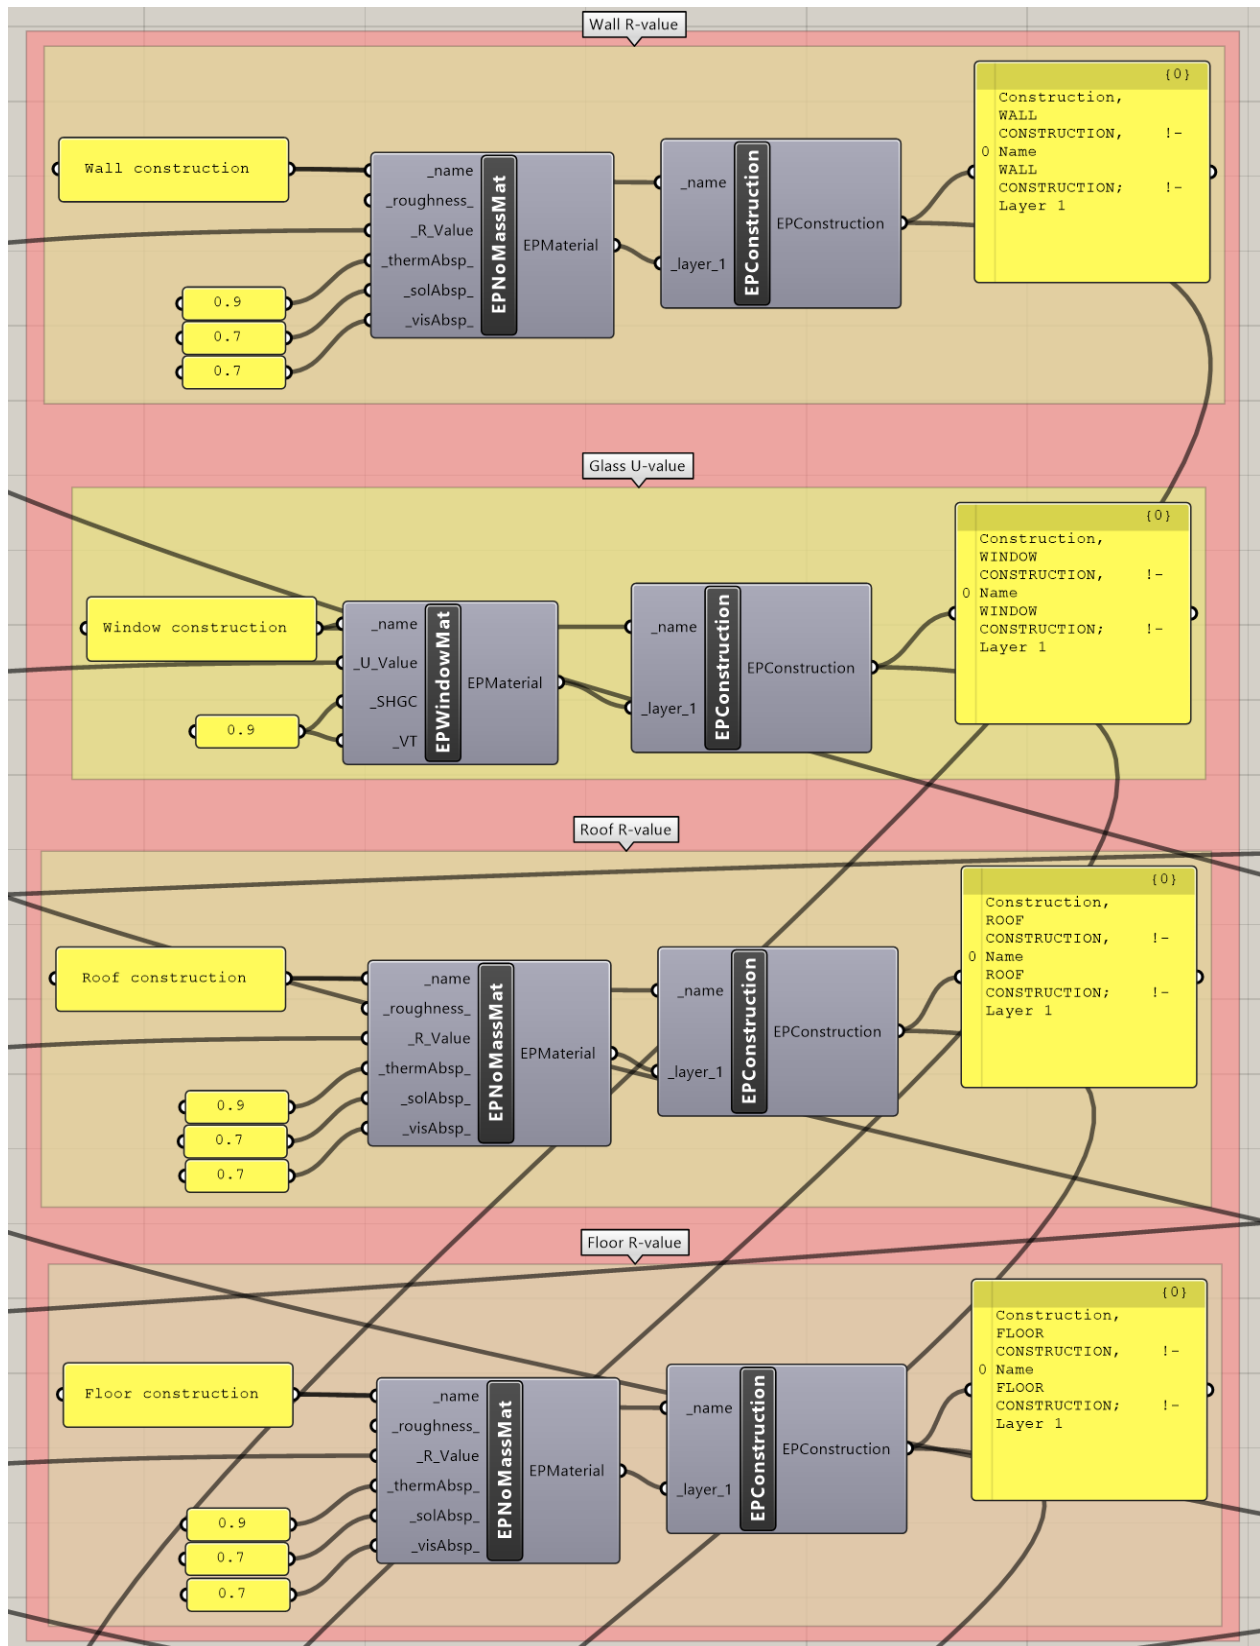 Wall R-value
{0}
Construction,
WALL
CONSTRUCTION, !-
0 Name
WALL
CONSTRUCTION; !-
Layer 1
Wall construction
_name
_roughness_
_R_Value
_thermAbsp_
_solAbsp_
_visAbsp_
EPNoMassMat
EPMaterial
_name
_layer_1
EPConstruction
EPConstruction
0.9
0.7
0.7
Glass U-value
{0}
Construction,
WINDOW
CONSTRUCTION, !-
0 Name
WINDOW
CONSTRUCTION; !-
Layer 1
Window construction
_name
_U_Value
_SHGC
_VT
EPWindowMat
EPMaterial
_name
_layer_1
EPConstruction
EPConstruction
0.9
Roof R-value
{0}
Construction,
ROOF
CONSTRUCTION, !-
0 Name
ROOF
CONSTRUCTION; !-
Layer 1
Roof construction
_name
_roughness_
_R_Value
_thermAbsp_
_solAbsp_
_visAbsp_
EPNoMassMat
EPMaterial
_name
_layer_1
EPConstruction
EPConstruction
0.9
0.7
0.7
Floor R-value
{0}
Construction,
FLOOR
CONSTRUCTION, !-
0 Name
FLOOR
CONSTRUCTION; !-
Layer 1
Floor construction
_name
_roughness_
_R_Value
_thermAbsp_
_solAbsp_
_visAbsp_
EPNoMassMat
EPMaterial
_name
_layer_1
EPConstruction
EPConstruction
0.9
0.7
0.7